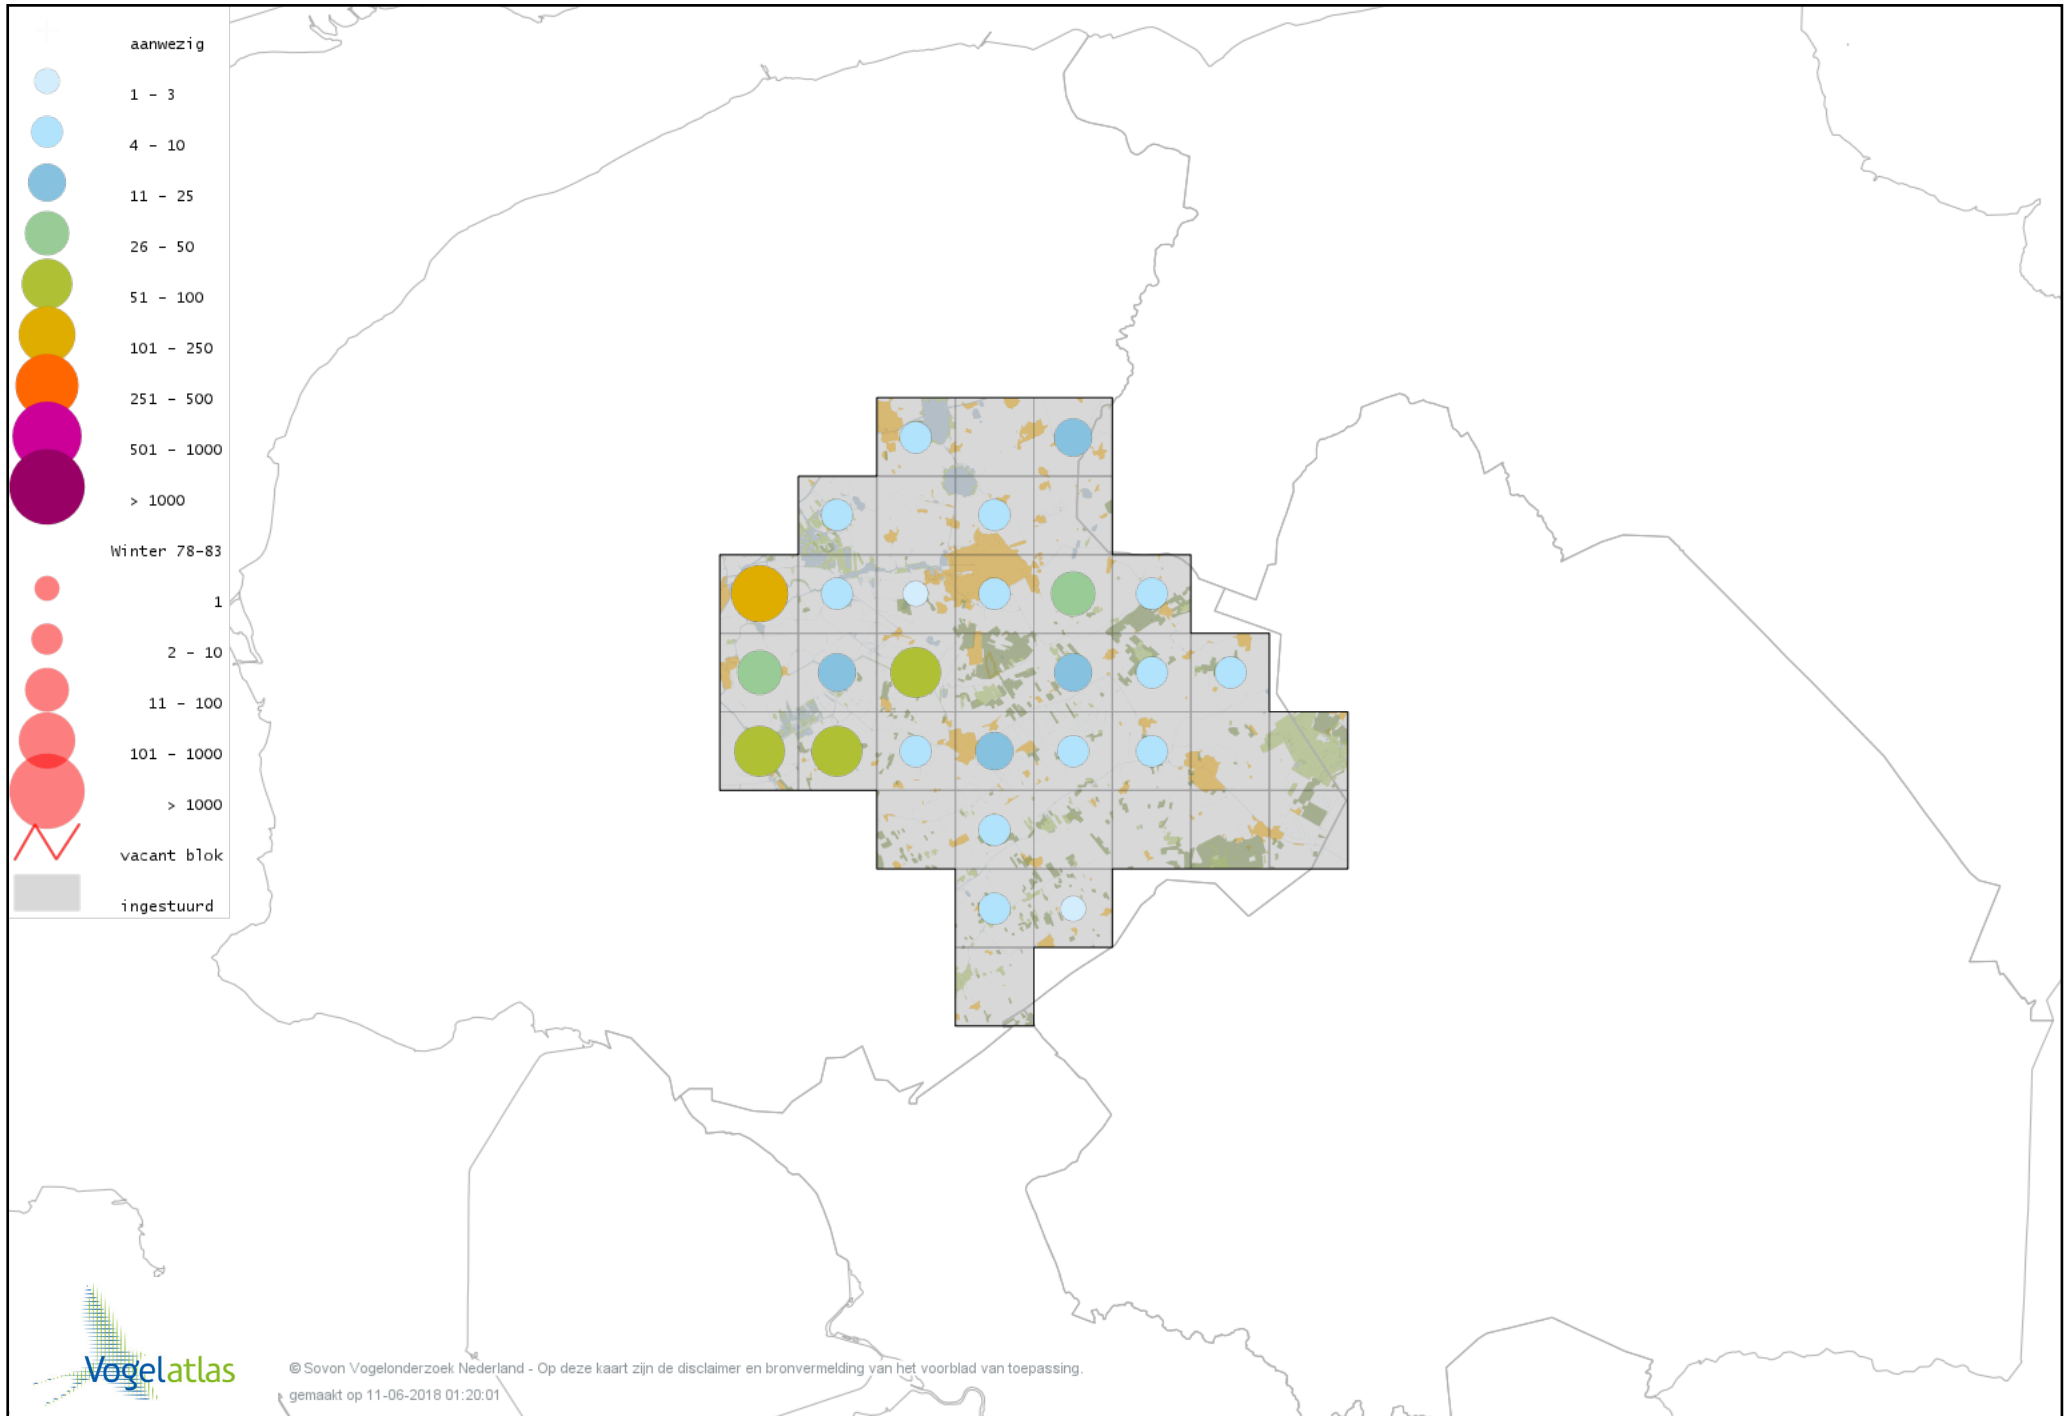 aanwezig
1 - 3
4 - 10
11 - 25
26 - 50
51 - 100
101 - 250
251 - 500
501 - 1000
> 1000
Winter 78-83
1
2 - 10
11 - 100
101 - 1000
> 1000
vacant blok
ingestuurd
Vogelatlas
© Sovon Vogelonderzoek Nederland - Op deze kaart zijn de disclaimer en bronvermelding van het voorblad van toepassing.
gemaakt op 11-06-2018 01:20:01